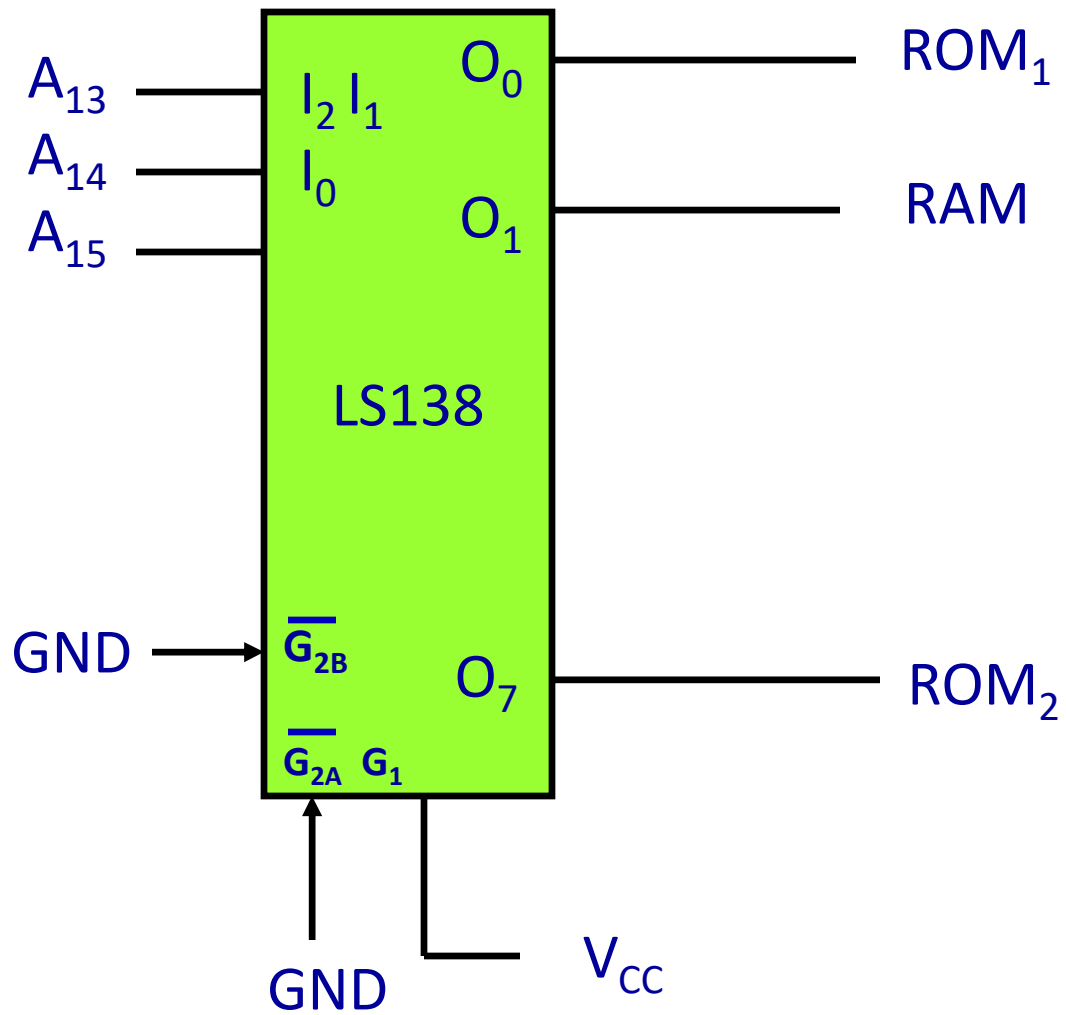 A13
A14
A15
I2 I1
I0
O0
O1
LS138
G2B
O7
G2A G1
GND
GND
VCC
ROM1
RAM
ROM2